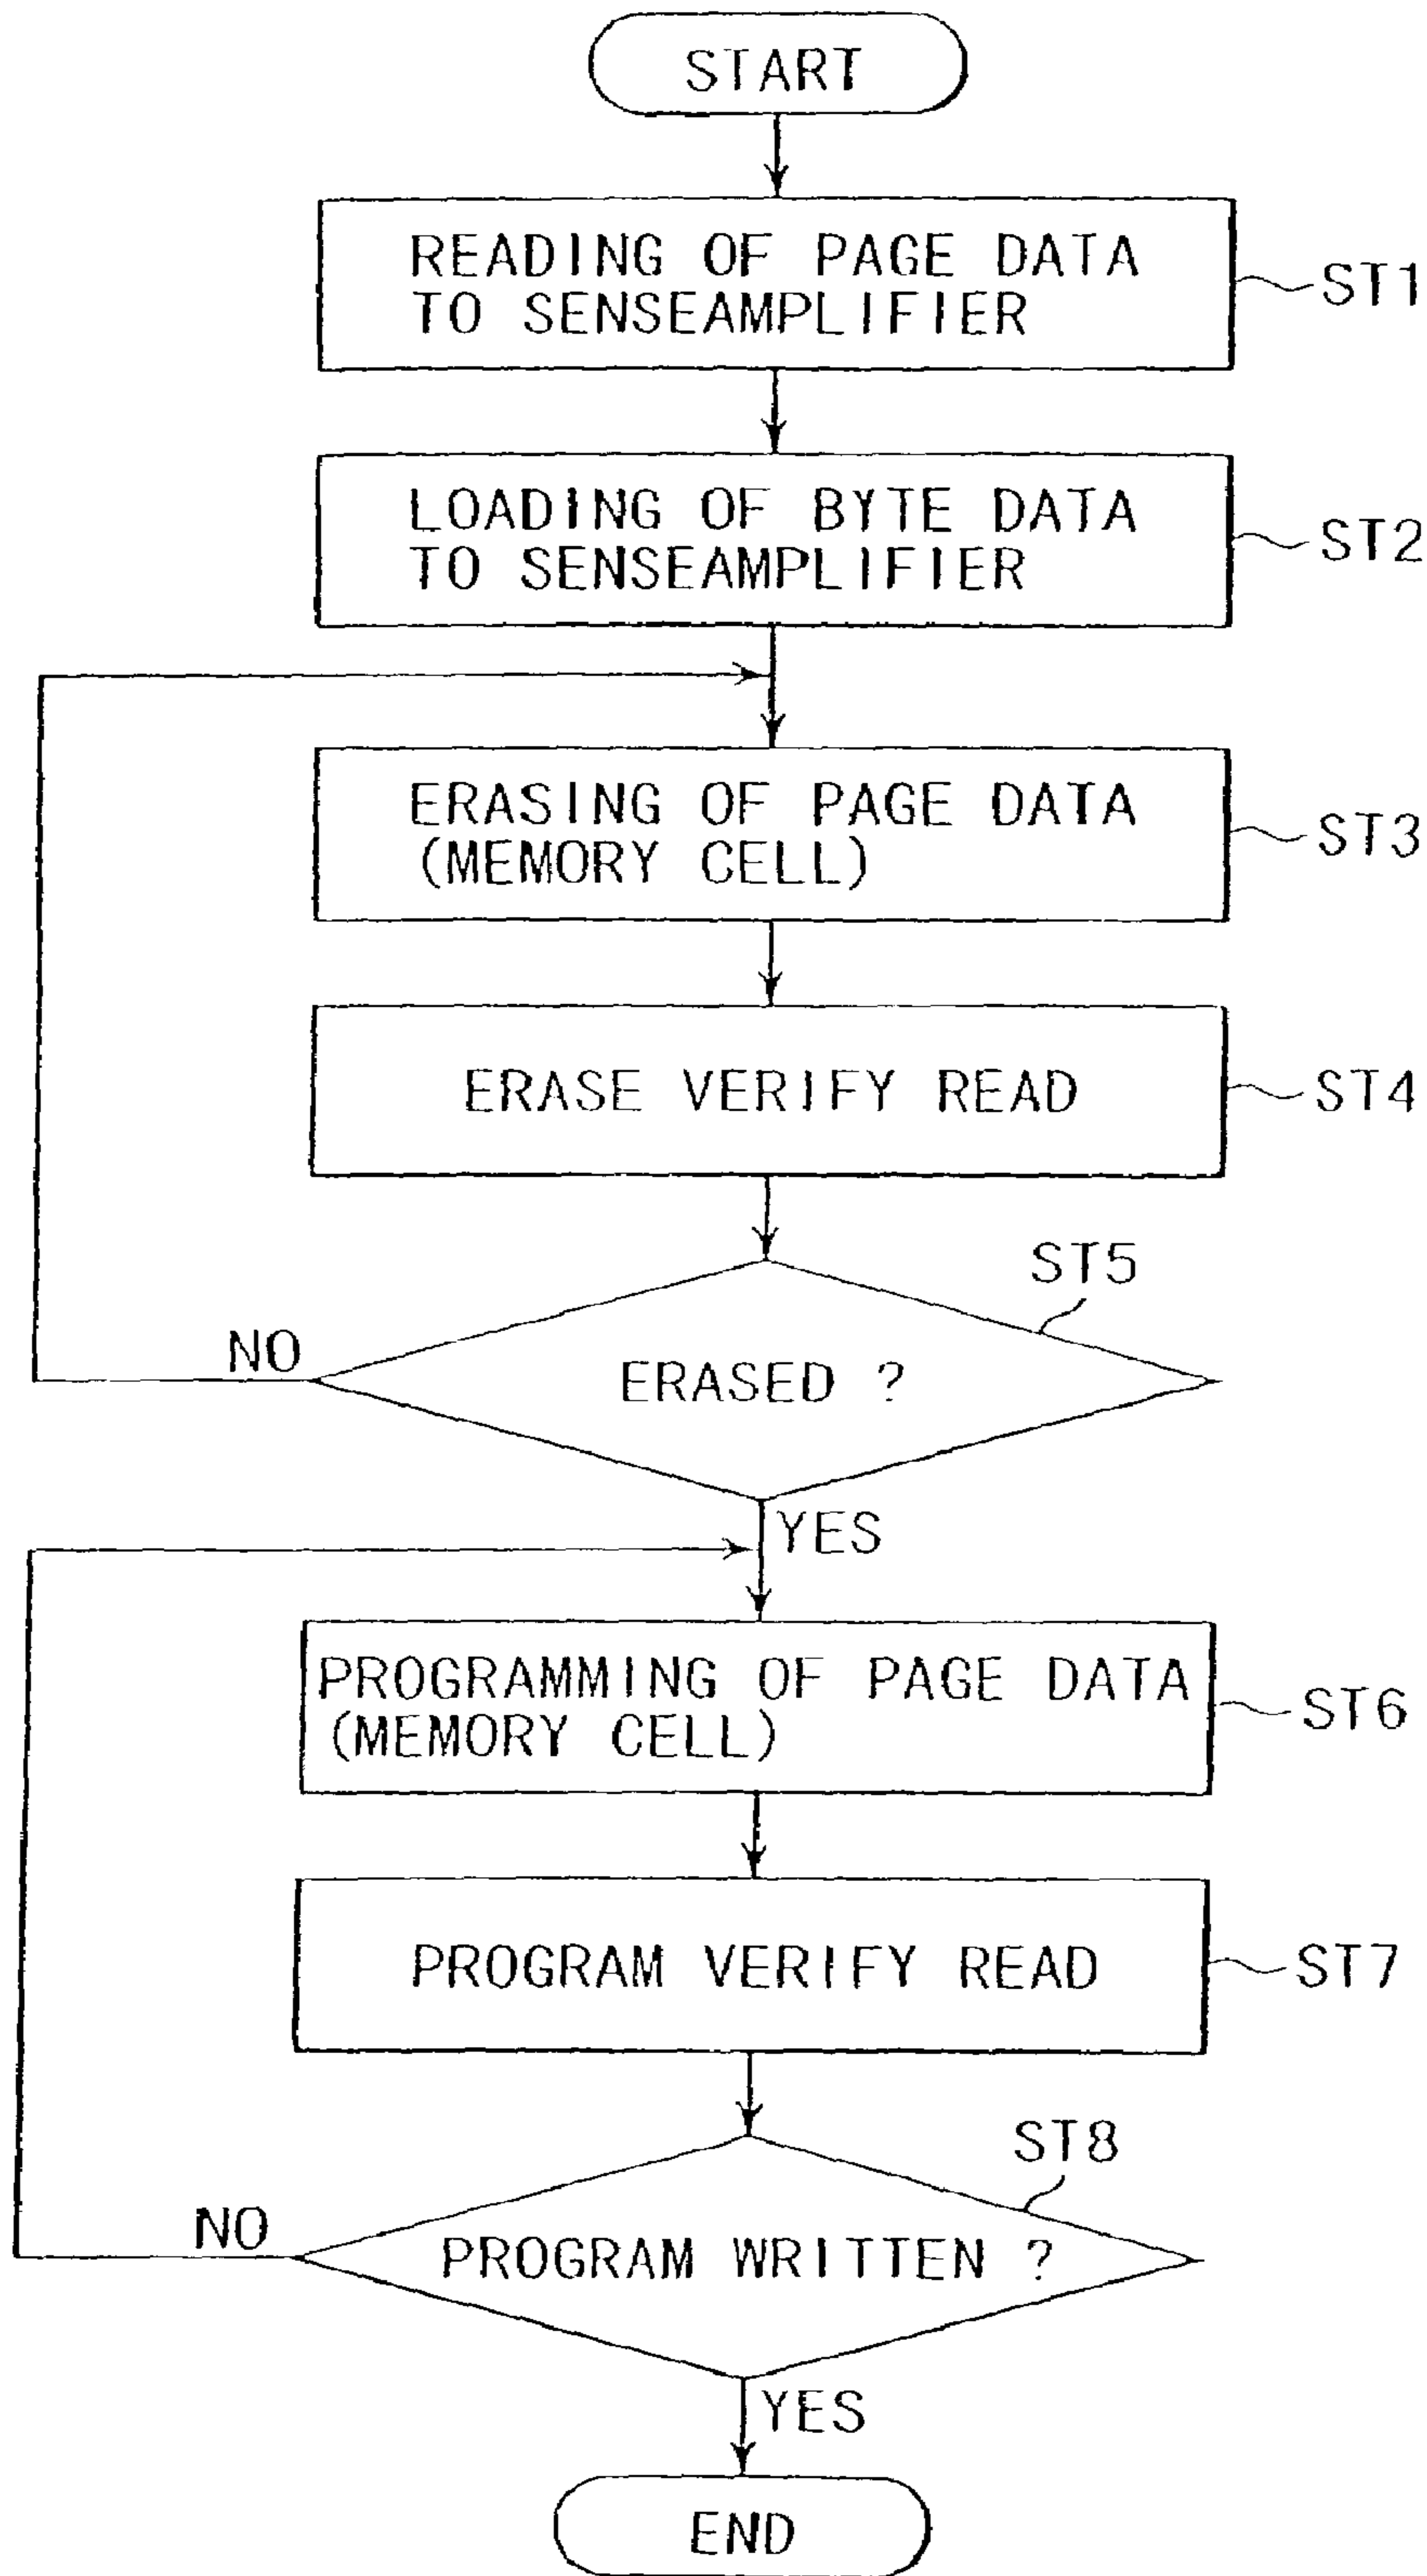 START
READING OF PAGE DATA
TO SENSEAMPLIFIER
ST1
LOADING OF BYTE DATA
TO SENSEAMPLIFIER
ST2
ERASING OF PAGE DATA
(MEMORY CELL)
ST3
ERASE VERIFY READ
ST4
ST5
NO
ERASED ?
YES
PROGRAMMING OF PAGE DATA
(MEMORY CELL)
ST6
PROGRAM VERIFY READ
ST7
ST8
NO
PROGRAM WRITTEN ?
YES
END